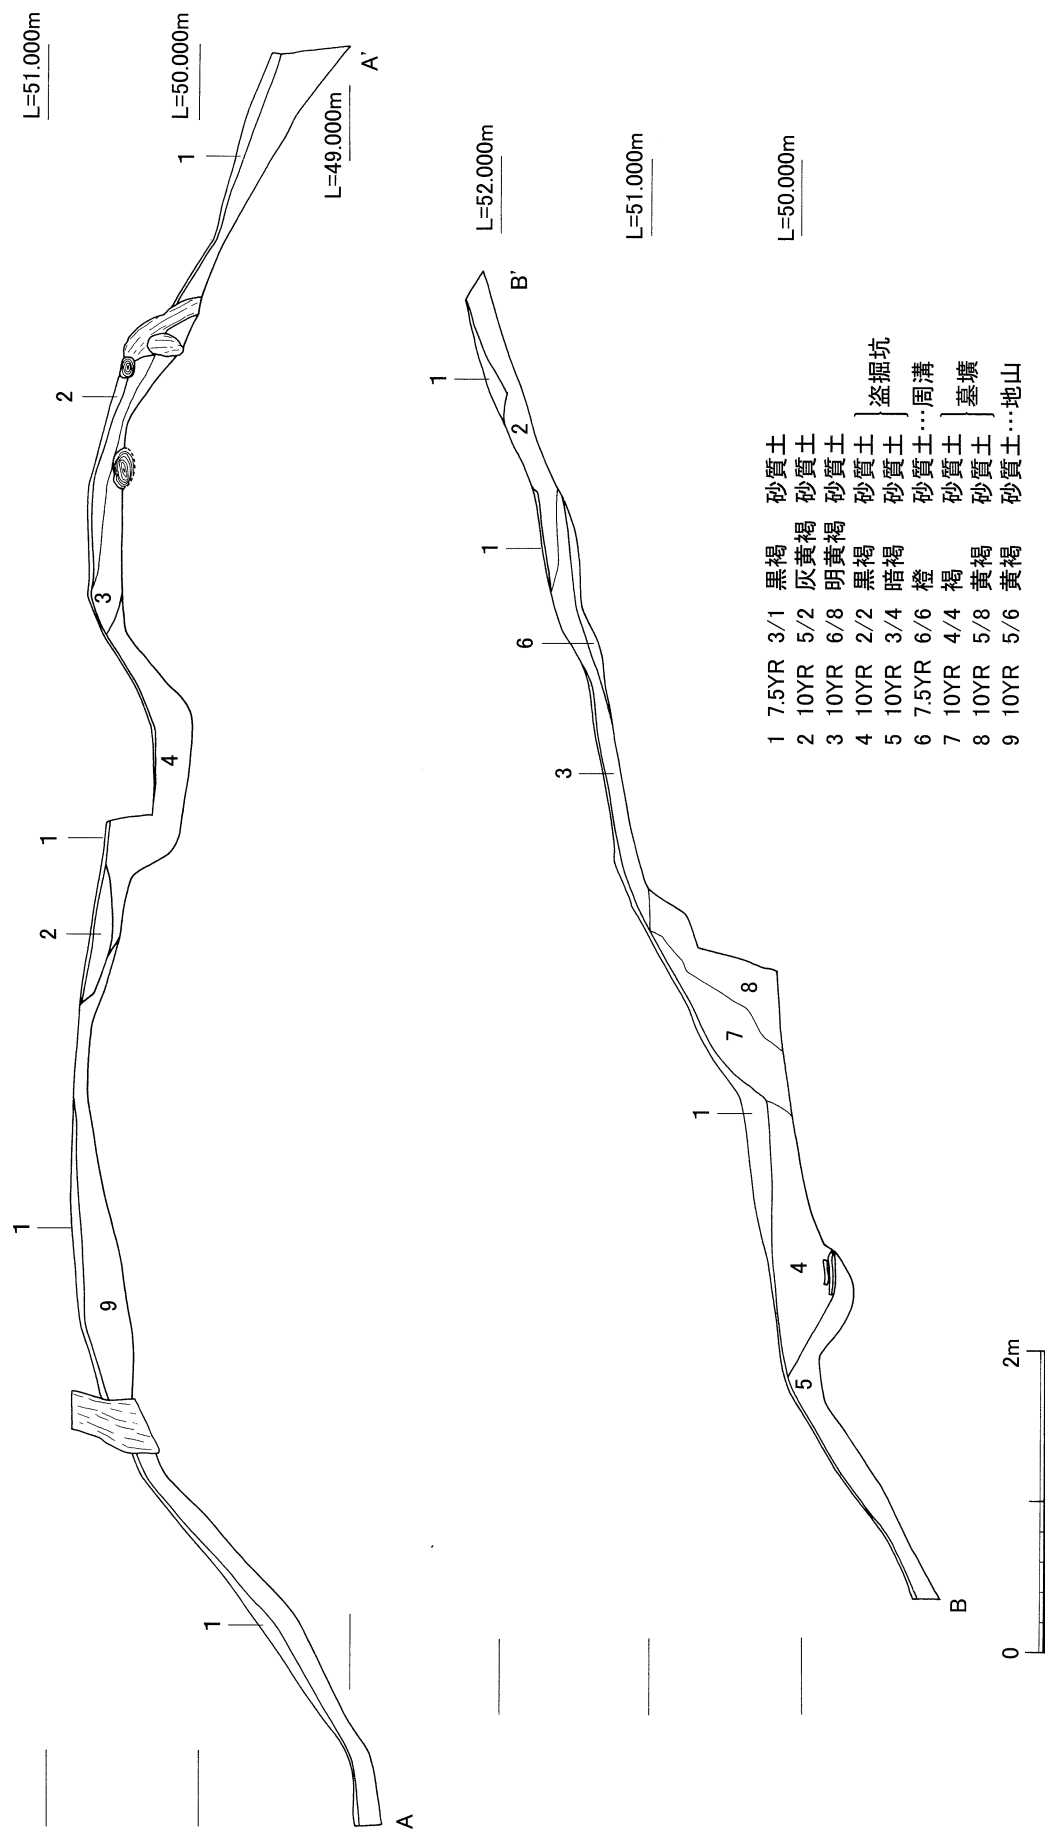 L=51.000m
L=50.000m
L=49.000m
A
A'
1
1
9
2
1
4
3
2
1
L=52.000m
L=51.000m
L=50.000m
B
B'
5
4
1
7
8
3
6
1
2
1
1 7.5YR 3/1 黒褐 砂質土
2 10YR 5/2 灰黄褐 砂質土
3 10YR 6/8 明黄褐 砂質土
4 10YR 2/2 黒褐 砂質土
5 10YR 3/4 暗褐 砂質土
盗掘坑
6 7.5YR 6/6 橙 砂質土…周溝
7 10YR 4/4 褐 砂質土
8 10YR 5/8 黄褐 砂質土
墓壙
9 10YR 5/6 黄褐 砂質土…地山
0 2m